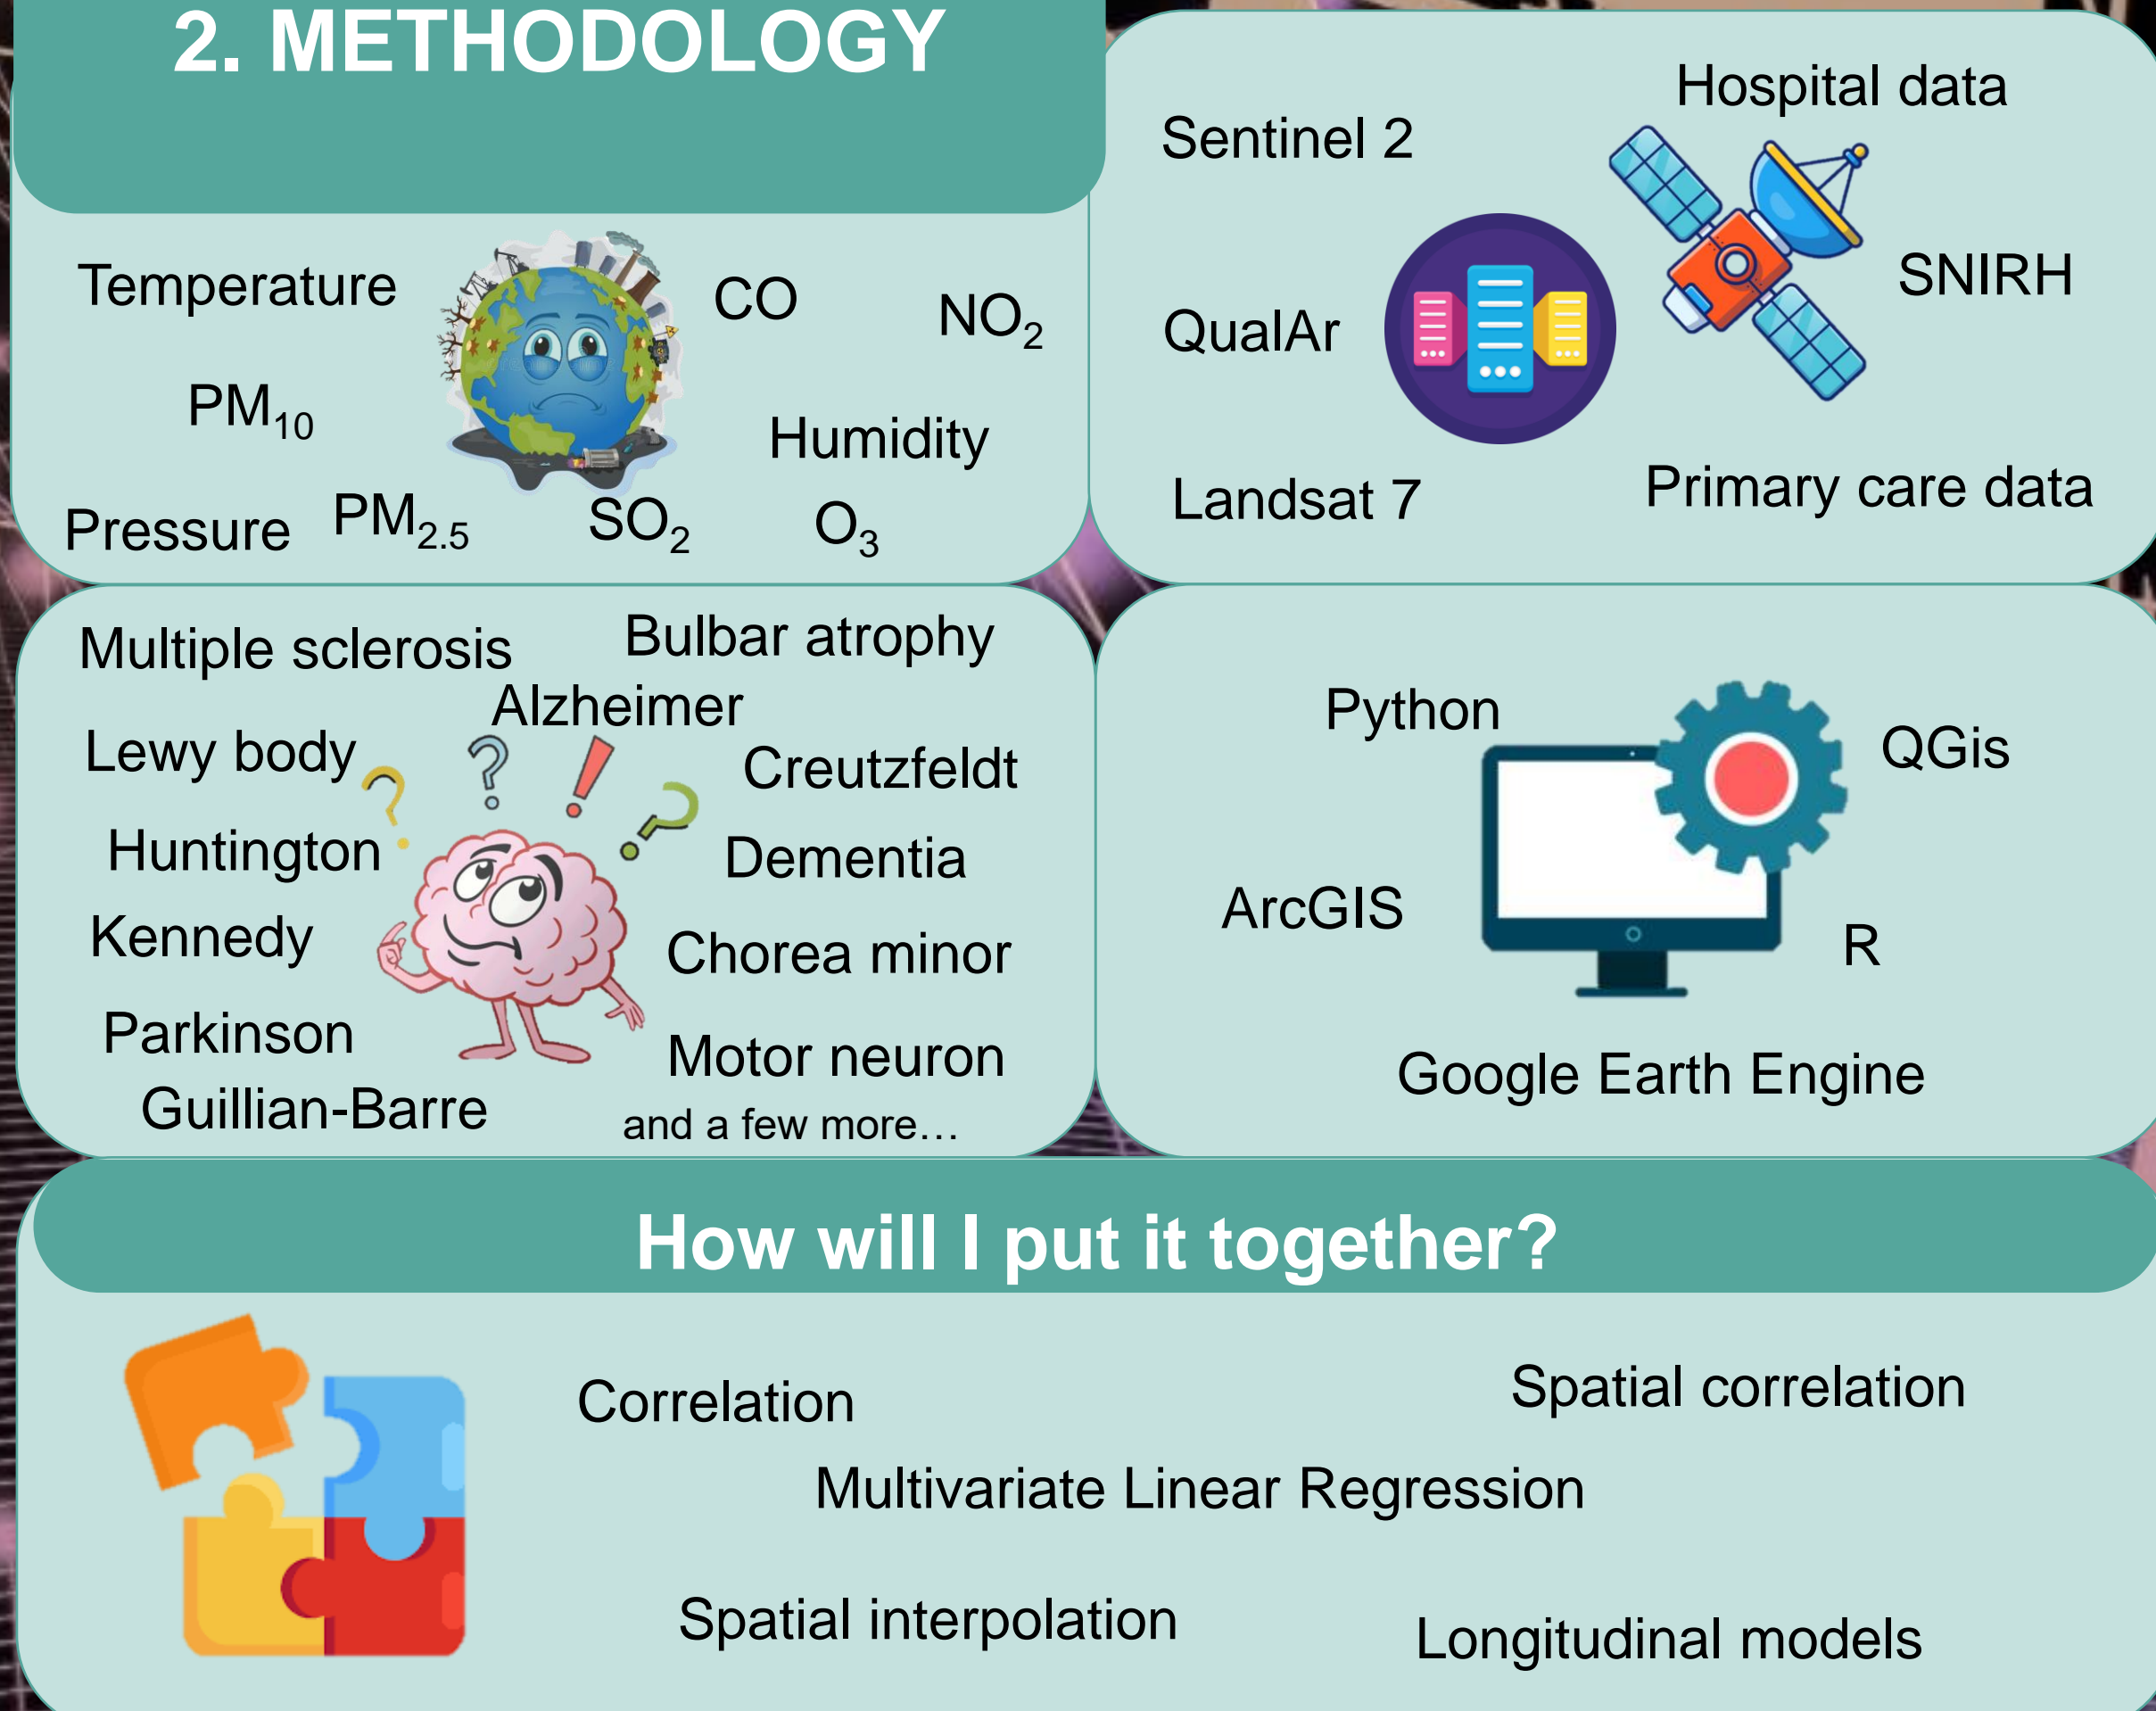 2. METHODOLOGY
Temperature
CO
NO₂
PM₁₀
Humidity
Pressure
PM₂.₅
SO₂
O₃
Hospital data
Sentinel 2
SNIRH
QualAr
Landsat 7
Primary care data
Multiple sclerosis
Bulbar atrophy
Alzheimer
Lewy body
Creutzfeldt
Huntington
Dementia
Kennedy
Chorea minor
Parkinson
Motor neuron
Guillian-Barre
and a few more…
Python
QGis
ArcGIS
R
Google Earth Engine
How will I put it together?
Correlation
Spatial correlation
Multivariate Linear Regression
Spatial interpolation
Longitudinal models